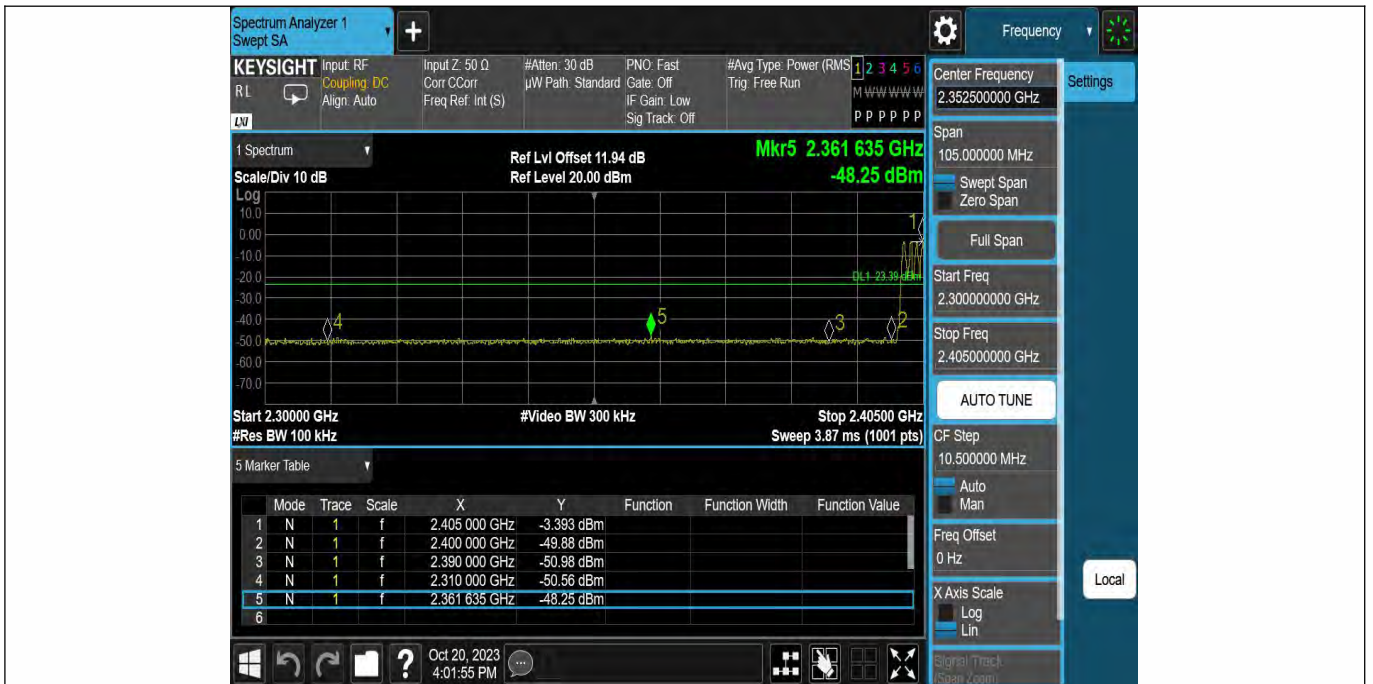 Spectrum Analyzer 1
Swept SA
+
Frequency
KEYSIGHT
RL
LXI
Input: RF
Coupling: DC
Align: Auto
Input Z: 50 Ω
Corr CCorr
Freq Ref: Int (S)
#Atten: 30 dB
µW Path: Standard
PNO: Fast
Gate: Off
IF Gain: Low
Sig Track: Off
#Avg Type: Power (RMS
Trig: Free Run
1 2 3 4 5 6
M W W W W W
P P P P P P
1 Spectrum
Scale/Div 10 dB
Ref Lvl Offset 11.94 dB
Ref Level 20.00 dBm
Mkr5 2.361 635 GHz
-48.25 dBm
Log
10.0
0.00
-10.0
-20.0
-30.0
-40.0
-50.0
-60.0
-70.0
1
DL1 -23.39 dBm
4
5
3
2
Start 2.30000 GHz
#Res BW 100 kHz
#Video BW 300 kHz
Stop 2.40500 GHz
Sweep 3.87 ms (1001 pts)
5 Marker Table
Mode Trace Scale X Y Function Function Width Function Value
1 N 1 f 2.405 000 GHz -3.393 dBm
2 N 1 f 2.400 000 GHz -49.88 dBm
3 N 1 f 2.390 000 GHz -50.98 dBm
4 N 1 f 2.310 000 GHz -50.56 dBm
5 N 1 f 2.361 635 GHz -48.25 dBm
6
?
Oct 20, 2023
4:01:55 PM
Center Frequency
2.352500000 GHz
Settings
Span
105.000000 MHz
Swept Span
Zero Span
Full Span
Start Freq
2.300000000 GHz
Stop Freq
2.405000000 GHz
AUTO TUNE
CF Step
10.500000 MHz
Auto
Man
Freq Offset
0 Hz
Local
X Axis Scale
Log
Lin
Signal Track
(Span Zoom)